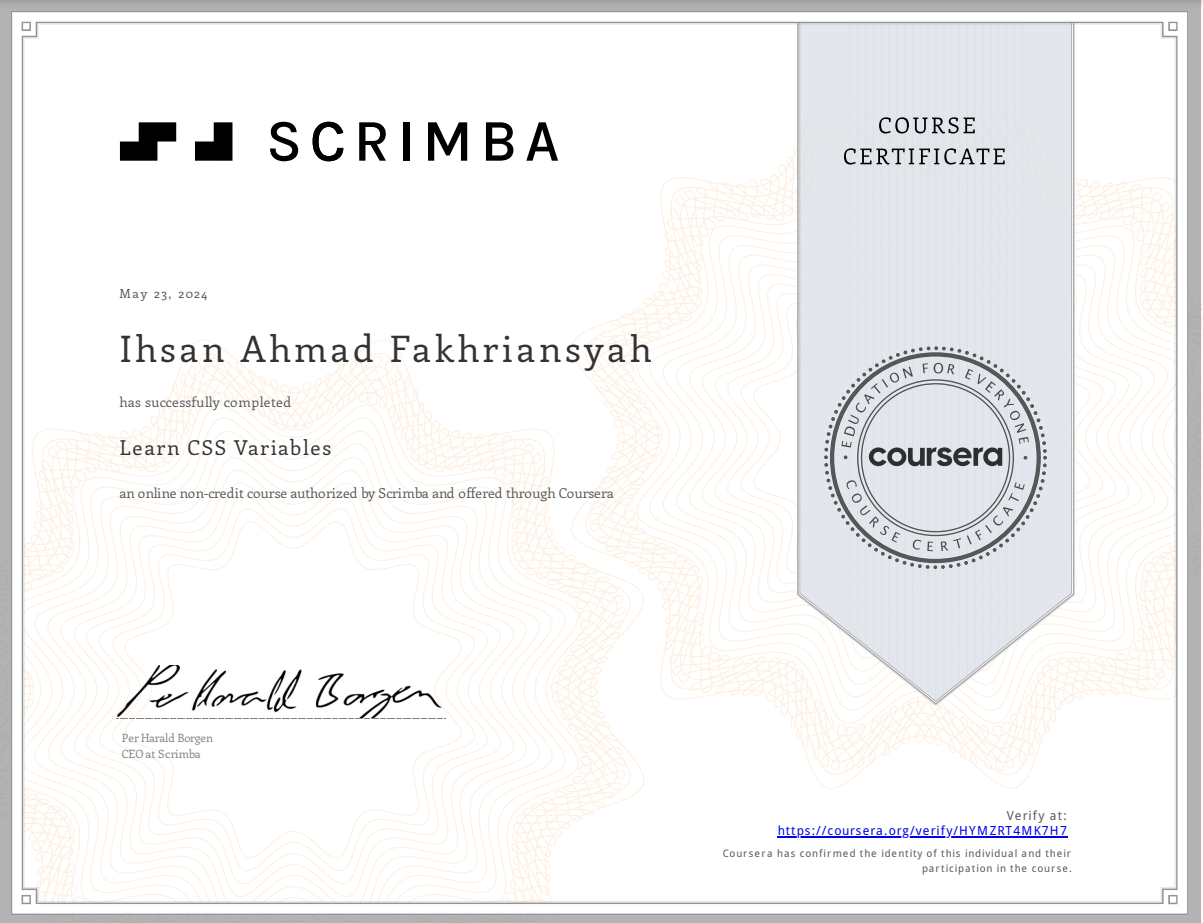 SCRIMBA
COURSE
CERTIFICATE
May 23, 2024
Ihsan Ahmad Fakhriansyah
has successfully completed
Learn CSS Variables
an online non-credit course authorized by Scrimba and offered through Coursera
EDUCATION FOR EVERYONE
coursera
COURSE CERTIFICATE
Per Harald Borgen
Per Harald Borgen
CEO at Scrimba
Verify at:
https://coursera.org/verify/HYMZRT4MK7H7
Coursera has confirmed the identity of this individual and their
participation in the course.